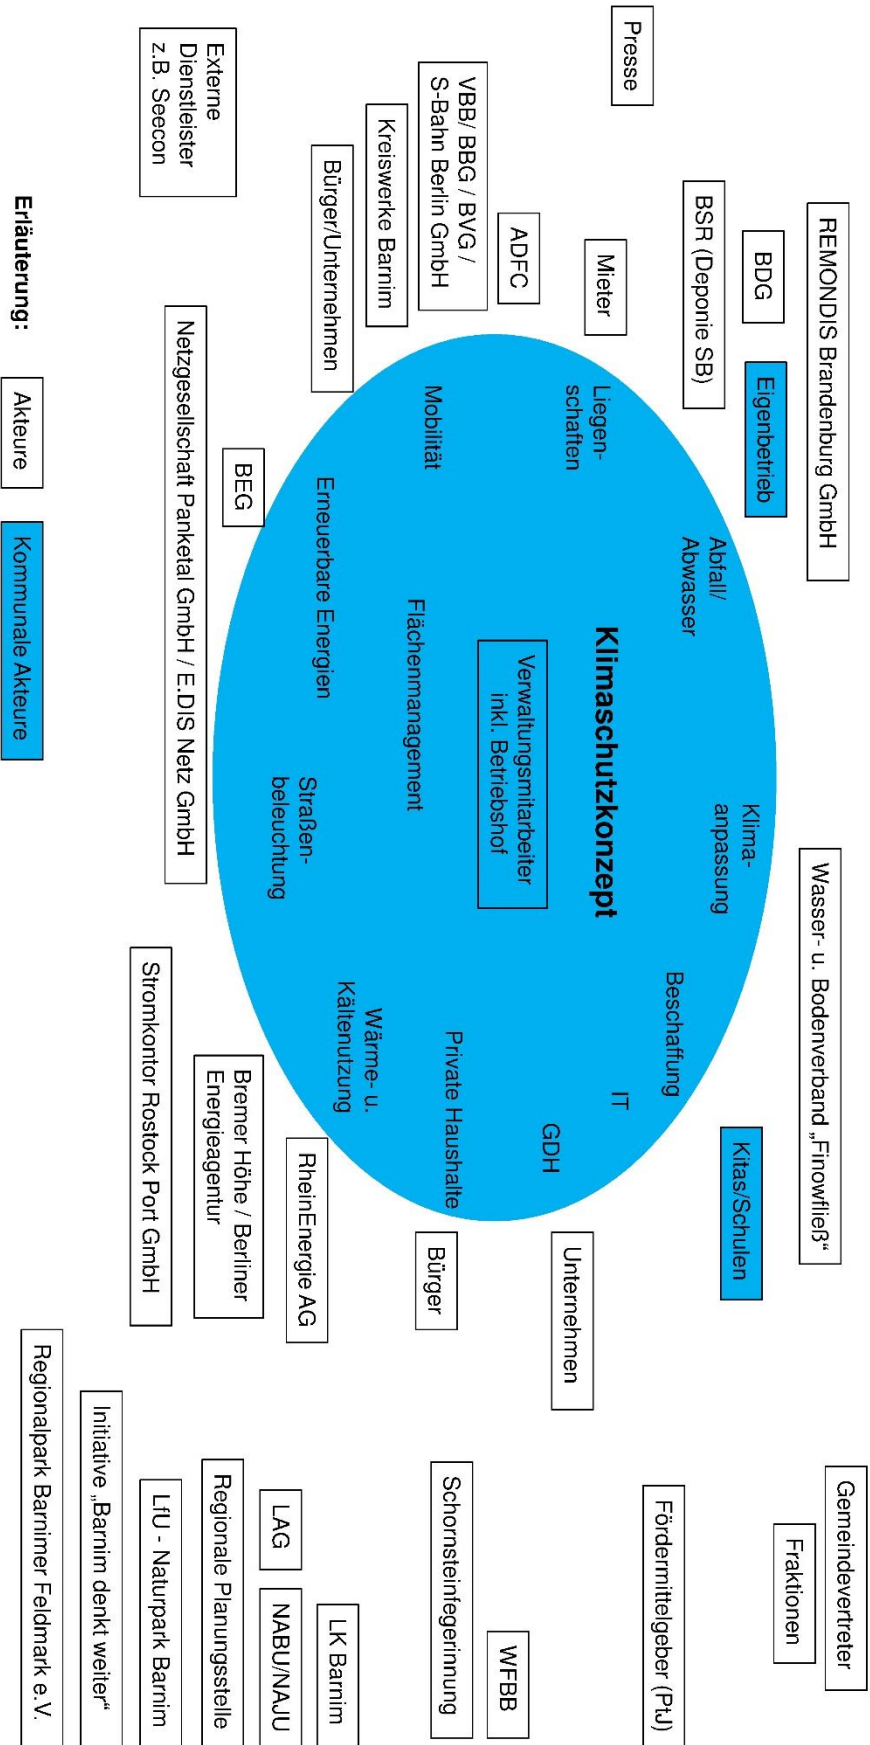 REMONDIS Brandenburg GmbH
Wasser- u. Bodenverband „Finowfließ“
Gemeindevertreter
BDG
Eigenbetrieb
Kitas/Schulen
Fraktionen
BSR (Deponie SB)
Presse
Mieter
ADFC
VBB/ BBG / BVG /
S-Bahn Berlin GmbH
Kreiswerke Barnim
Bürger/Unternehmen
Externe
Dienstleister
z.B. Seecon
Abfall/
Abwasser
Klima-
anpassung
Beschaffung
Liegen-
schaften
Klimaschutzkonzept
IT
GDH
Verwaltungsmitarbeiter
inkl. Betriebshof
Mobilität
Flächenmanagement
Private Haushalte
Erneuerbare Energien
Straßen-
beleuchtung
Wärme- u.
Kältenutzung
Unternehmen
Bürger
RheinEnergie AG
Bremer Höhe / Berliner
Energieagentur
Stromkontor Rostock Port GmbH
BEG
Netzgesellschaft Panketal GmbH / E.DIS Netz GmbH
Fördermittelgeber (PtJ)
WFBB
Schornsteinfegerinnung
LK Barnim
LAG
NABU/NAJU
Regionale Planungsstelle
LfU - Naturpark Barnim
Initiative „Barnim denkt weiter“
Regionalpark Barnimer Feldmark e.V.
Erläuterung:
Akteure
Kommunale Akteure